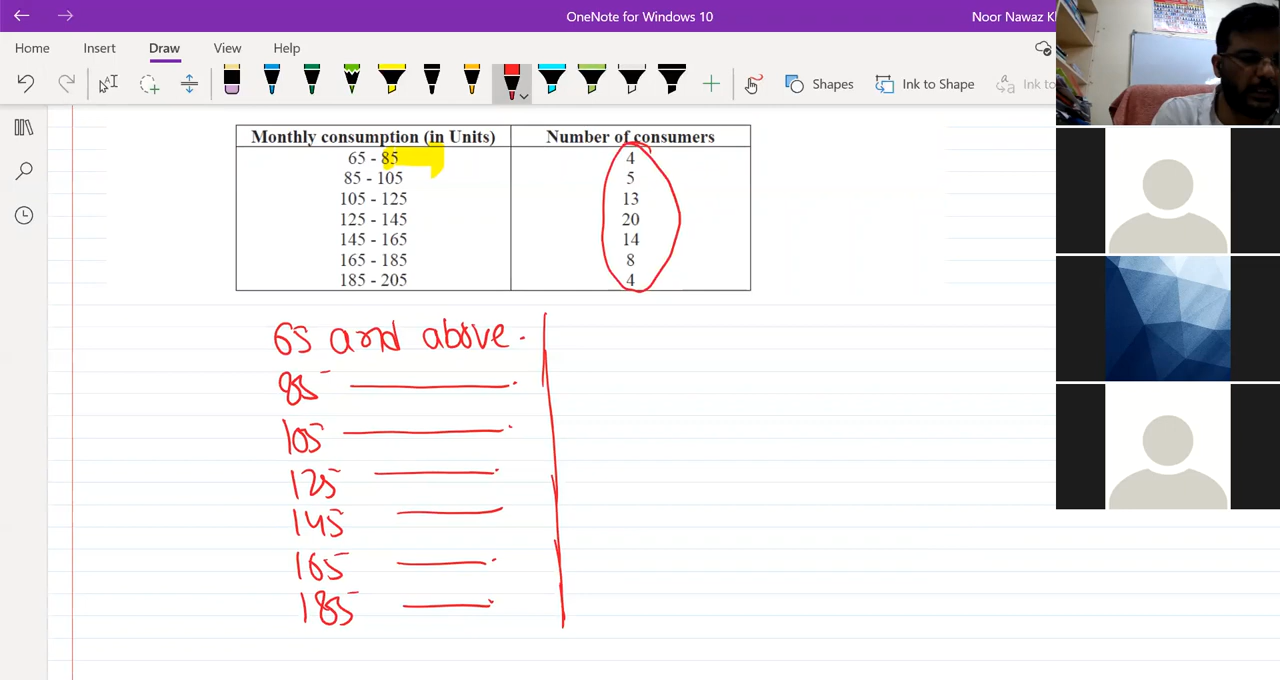 OneNote for Windows 10
Noor Nawaz
Home Insert Draw View Help
Shapes Ink to Shape Ink to
Monthly consumption (in Units) Number of consumers
65 - 85 4
85 - 105 5
105 - 125 13
125 - 145 20
145 - 165 14
165 - 185 8
185 - 205 4
65 and above.
85
105
125
145
165
185